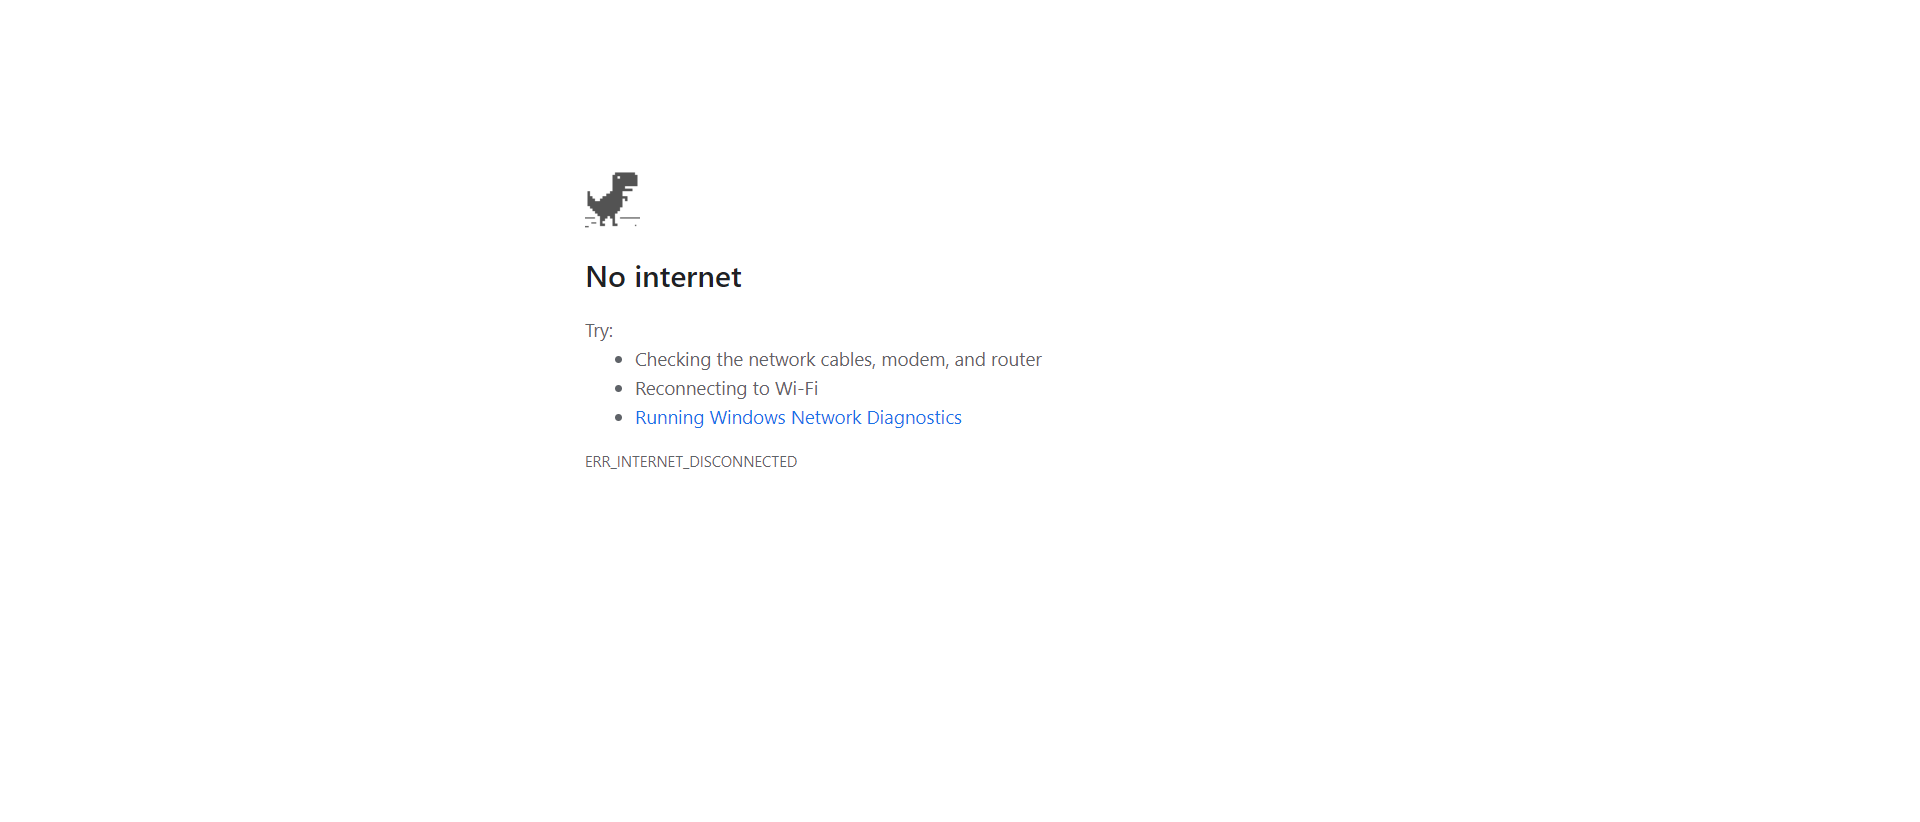 No internet
Try:
Checking the network cables, modem, and router
Reconnecting to Wi-Fi
Running Windows Network Diagnostics
ERR_INTERNET_DISCONNECTED